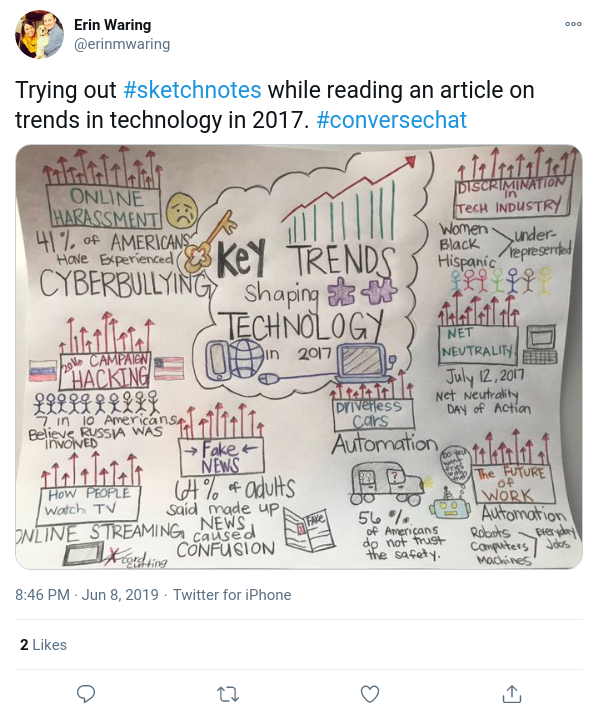 Erin Waring
@erinmwaring
Trying out #sketchnotes while reading an article on
trends in technology in 2017. #conversechat
ONLINE
HARASSMENT
41% of AMERICANS
Have Experienced
CYBERBULLYING
KEY TRENDS
Shaping
TECHNOLOGY
in 2017
DISCRIMINATION
in
TECH INDUSTRY
Women
Black
Hispanic
under-
represented
2016 CAMPAIGN
HACKING
7 in 10 Americans
Believe RUSSIA WAS
INVOLVED
NET
NEUTRALITY
July 12, 2017
Net Neutrality
DAY of Action
Fake
NEWS
64% of adults
said made up
NEWS
caused
CONFUSION
FAKE
DRIVERLESS
CARS
Automation
?
56%
of Americans
do not trust
the safety.
HOW PEOPLE
Watch TV
ONLINE STREAMING
cord
cutting
Do you
want
fries
with
that?
The FUTURE
OF
WORK
Automation
Robots
Computers
Machines
Everyday
Jobs
8:46 PM · Jun 8, 2019 · Twitter for iPhone
2 Likes